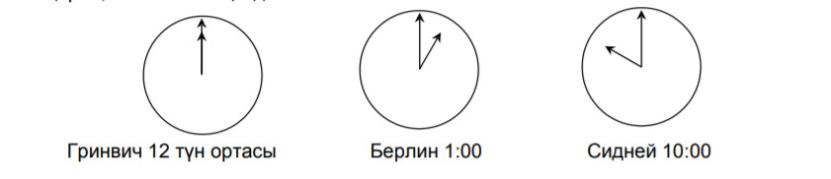 Гринвич 12 түн ортасы
Берлин 1:00
Сидней 10:00